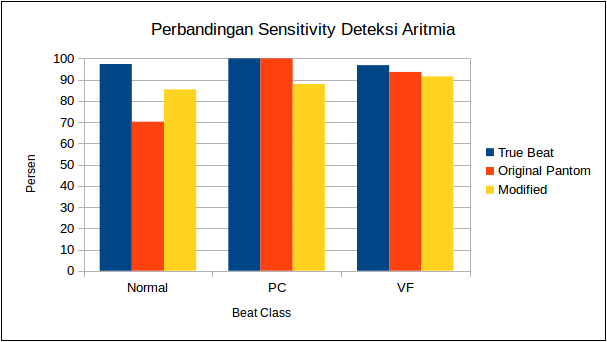 Perbandingan Sensitivity Deteksi Aritmia
100
90
80
70
60
50
40
30
20
10
0
Persen
Normal
PC
VF
Beat Class
True Beat
Original Pantom
Modified